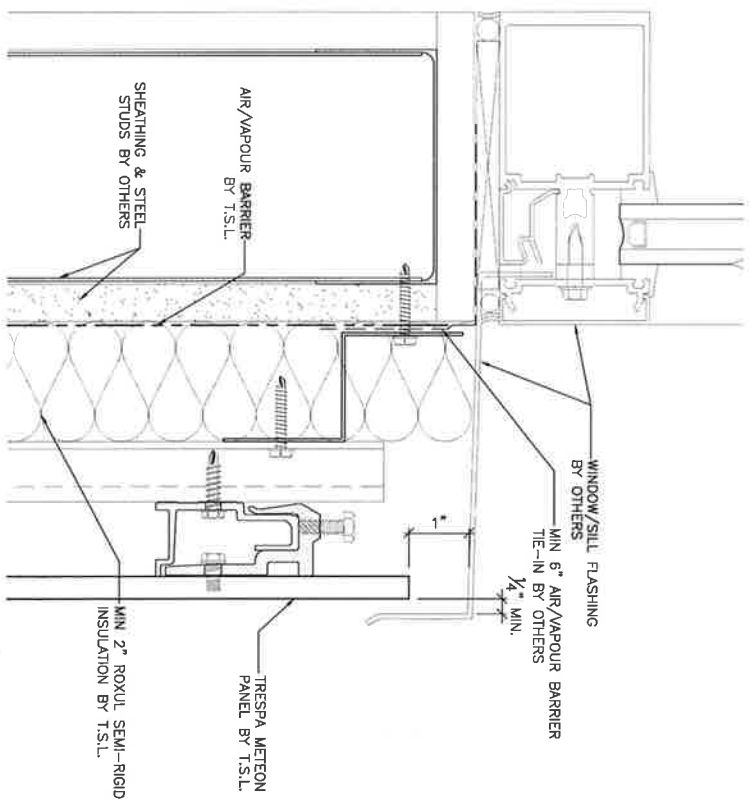 WINDOW/SILL FLASHING
BY OTHERS
MIN 6" AIR/VAPOUR BARRIER
TIE-IN BY OTHERS
1/4" MIN.
1"
AIR/VAPOUR BARRIER
BY T.S.L.
SHEATHING & STEEL
STUDS BY OTHERS
TRESPA METEON
PANEL BY T.S.L.
MIN 2" ROXUL SEMI-RIGID
INSULATION BY T.S.L.